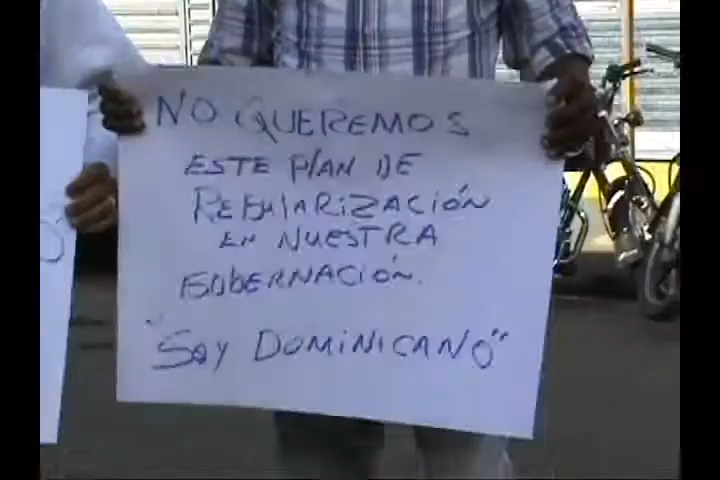 NO QUEREMOS
ESTE PLAN DE
REGULARIZACIÓN
EN NUESTRA
GOBERNACIÓN.
"SOY DOMINICANO"